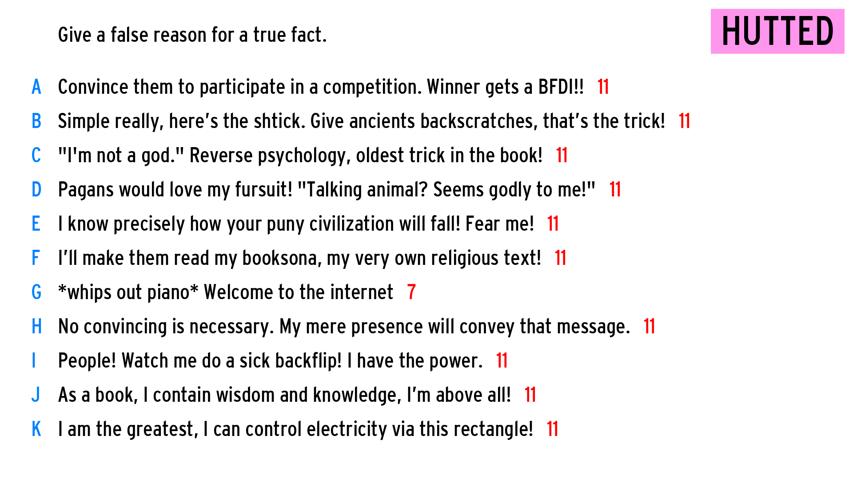 Give a false reason for a true fact.
HUTTED
A Convince them to participate in a competition. Winner gets a BFDI!! 11
B Simple really, here's the shtick. Give ancients backscratches, that's the trick! 11
C "I'm not a god." Reverse psychology, oldest trick in the book! 11
D Pagans would love my fursuit! "Talking animal? Seems godly to me!" 11
E I know precisely how your puny civilization will fall! Fear me! 11
F I'll make them read my booksona, my very own religious text! 11
G *whips out piano* Welcome to the internet 7
H No convincing is necessary. My mere presence will convey that message. 11
I People! Watch me do a sick backflip! I have the power. 11
J As a book, I contain wisdom and knowledge, I'm above all! 11
K I am the greatest, I can control electricity via this rectangle! 11